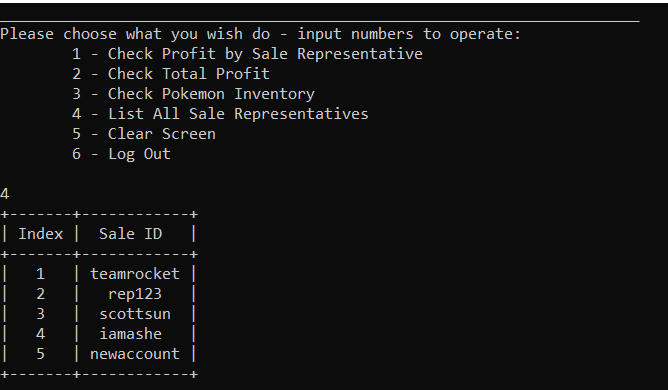 Please choose what you wish do - input numbers to operate:
1 - Check Profit by Sale Representative
2 - Check Total Profit
3 - Check Pokemon Inventory
4 - List All Sale Representatives
5 - Clear Screen
6 - Log Out
4
+-------+------------+
| Index |  Sale ID   |
+-------+------------+
|   1   | teamrocket |
|   2   |   rep123   |
|   3   |  scottsun  |
|   4   |  iamashe   |
|   5   | newaccount |
+-------+------------+